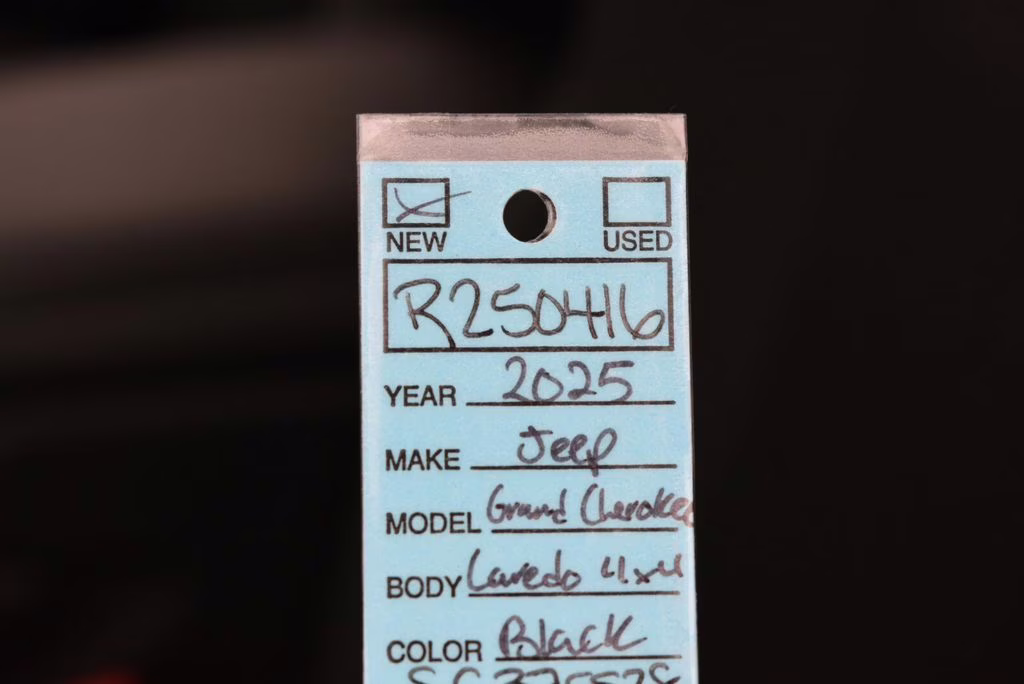 NEW USED
R250416
YEAR 2025
MAKE Jeep
MODEL Grand Cherokee
BODY Laredo 4x4
COLOR Black